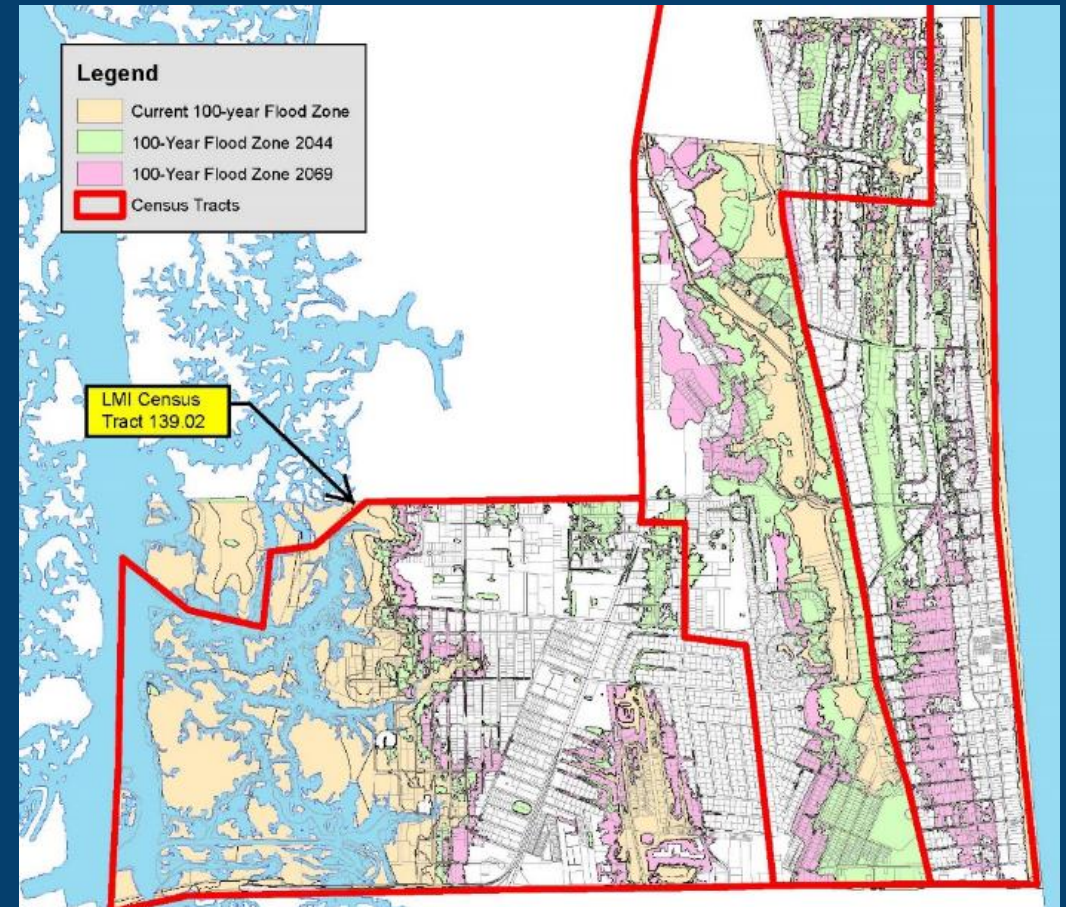 Legend
Current 100-year Flood Zone
100-Year Flood Zone 2044
100-Year Flood Zone 2069
Census Tracts
LMI Census
Tract 139.02